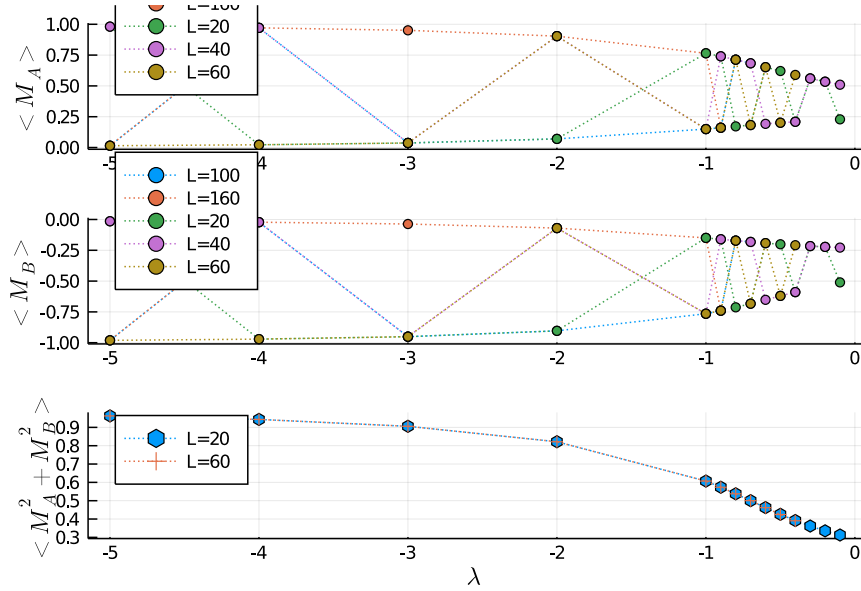 <M_A>
1.00
0.75
0.50
0.25
0.00
L=160
L=20
L=40
L=60
-5 -4 -3 -2 -1 0
<M_B>
0.00
-0.25
-0.50
-0.75
-1.00
L=100
L=160
L=20
L=40
L=60
-5 -4 -3 -2 -1 0
<M_A^2 + M_B^2>
0.9
0.8
0.7
0.6
0.5
0.4
0.3
L=20
L=60
-5 -4 -3 -2 -1 0
λ